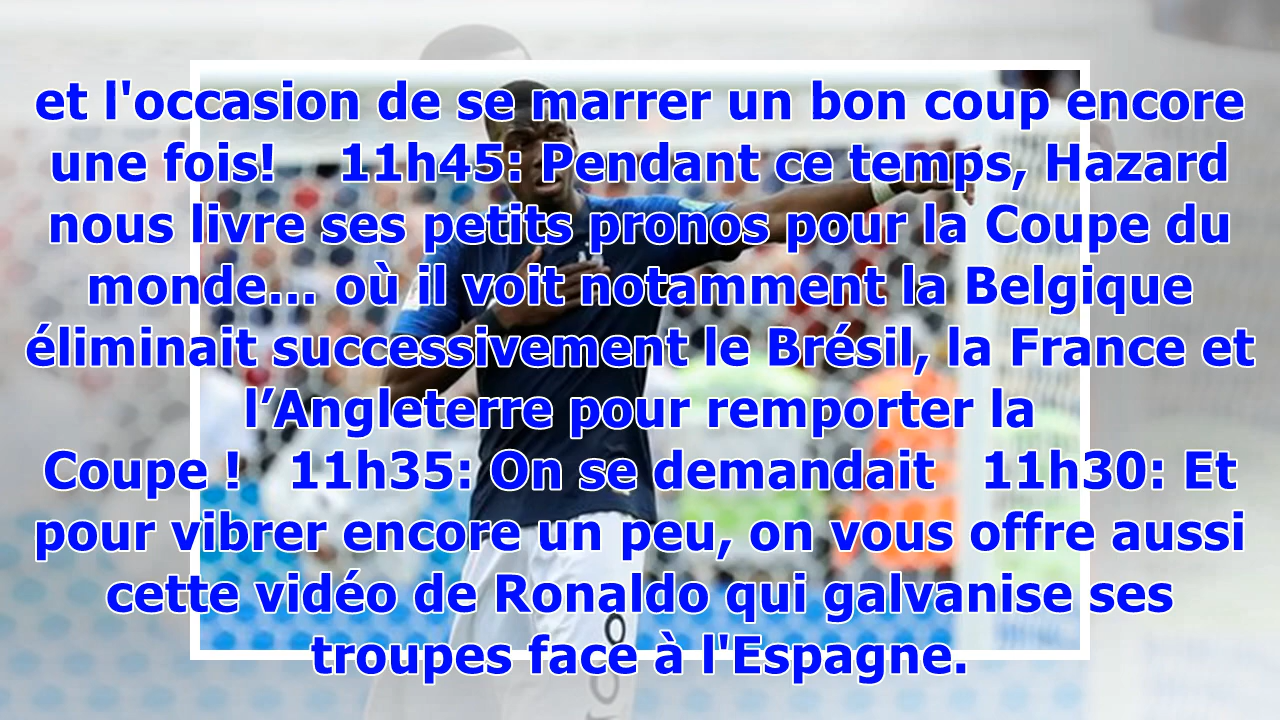 et l'occasion de se marrer un bon coup encore
une fois! 11h45: Pendant ce temps, Hazard
nous livre ses petits pronos pour la Coupe du
monde... où il voit notamment la Belgique
éliminait successivement le Brésil, la France et
l’Angleterre pour remporter la
Coupe ! 11h35: On se demandait 11h30: Et
pour vibrer encore un peu, on vous offre aussi
cette vidéo de Ronaldo qui galvanise ses
troupes face à l'Espagne.